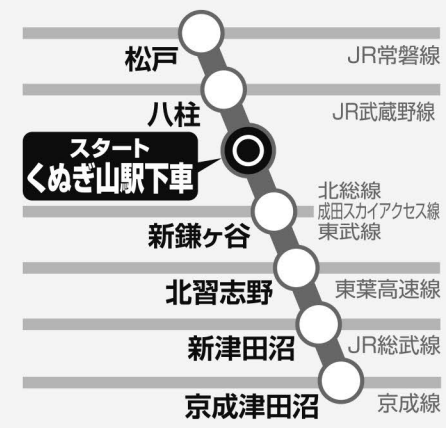 松戸
JR常磐線
八柱
JR武蔵野線
スタート
くぬぎ山駅下車
北総線
成田スカイアクセス線
東武線
新鎌ヶ谷
北習志野
東葉高速線
新津田沼
JR総武線
京成津田沼
京成線